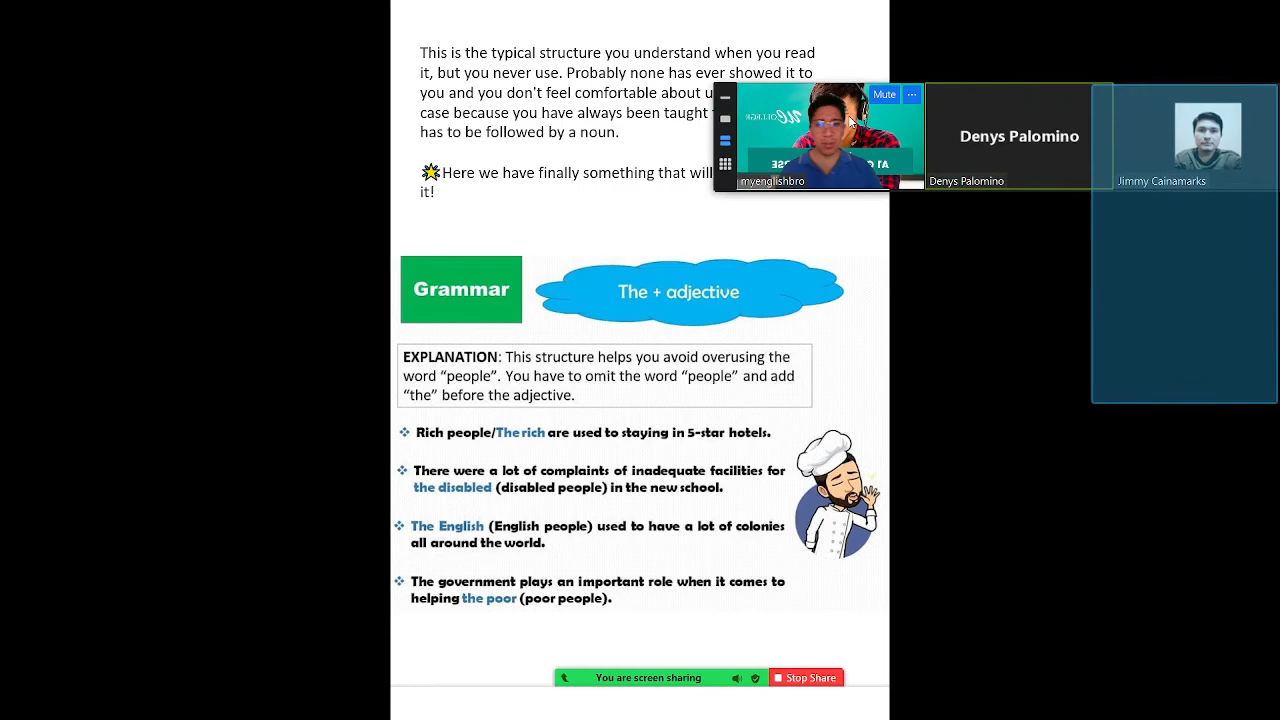 This is the typical structure you understand when you read
it, but you never use. Probably none has ever showed it to
you and you don't feel comfortable about u
case because you have always been taught
has to be followed by a noun.
🌟Here we have finally something that will
it!
Mute
myenglishbro
Denys Palomino
Denys Palomino
Jimmy Cainamarks
Grammar
The + adjective
EXPLANATION: This structure helps you avoid overusing the
word “people”. You have to omit the word “people” and add
“the” before the adjective.
Rich people/The rich are used to staying in 5-star hotels.
There were a lot of complaints of inadequate facilities for
the disabled (disabled people) in the new school.
The English (English people) used to have a lot of colonies
all around the world.
The government plays an important role when it comes to
helping the poor (poor people).
You are screen sharing
Stop Share